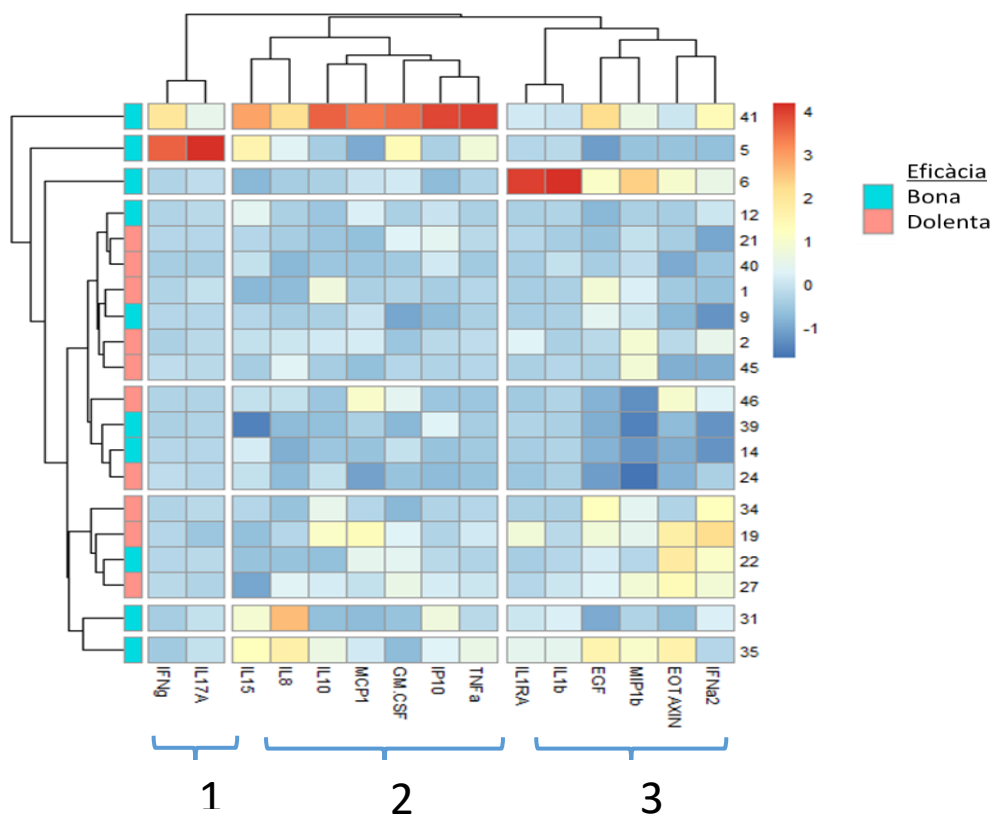 41
5
6
12
21
40
1
9
2
45
46
39
14
24
34
19
22
27
31
35
4
3
2
1
0
-1
Eficàcia
Bona
Dolenta
IFNg
IL17A
IL15
IL8
IL10
MCP1
GM.CSF
IP10
TNFa
IL1RA
IL1b
EGF
MIP1b
EOTAXIN
IFNa2
1
2
3